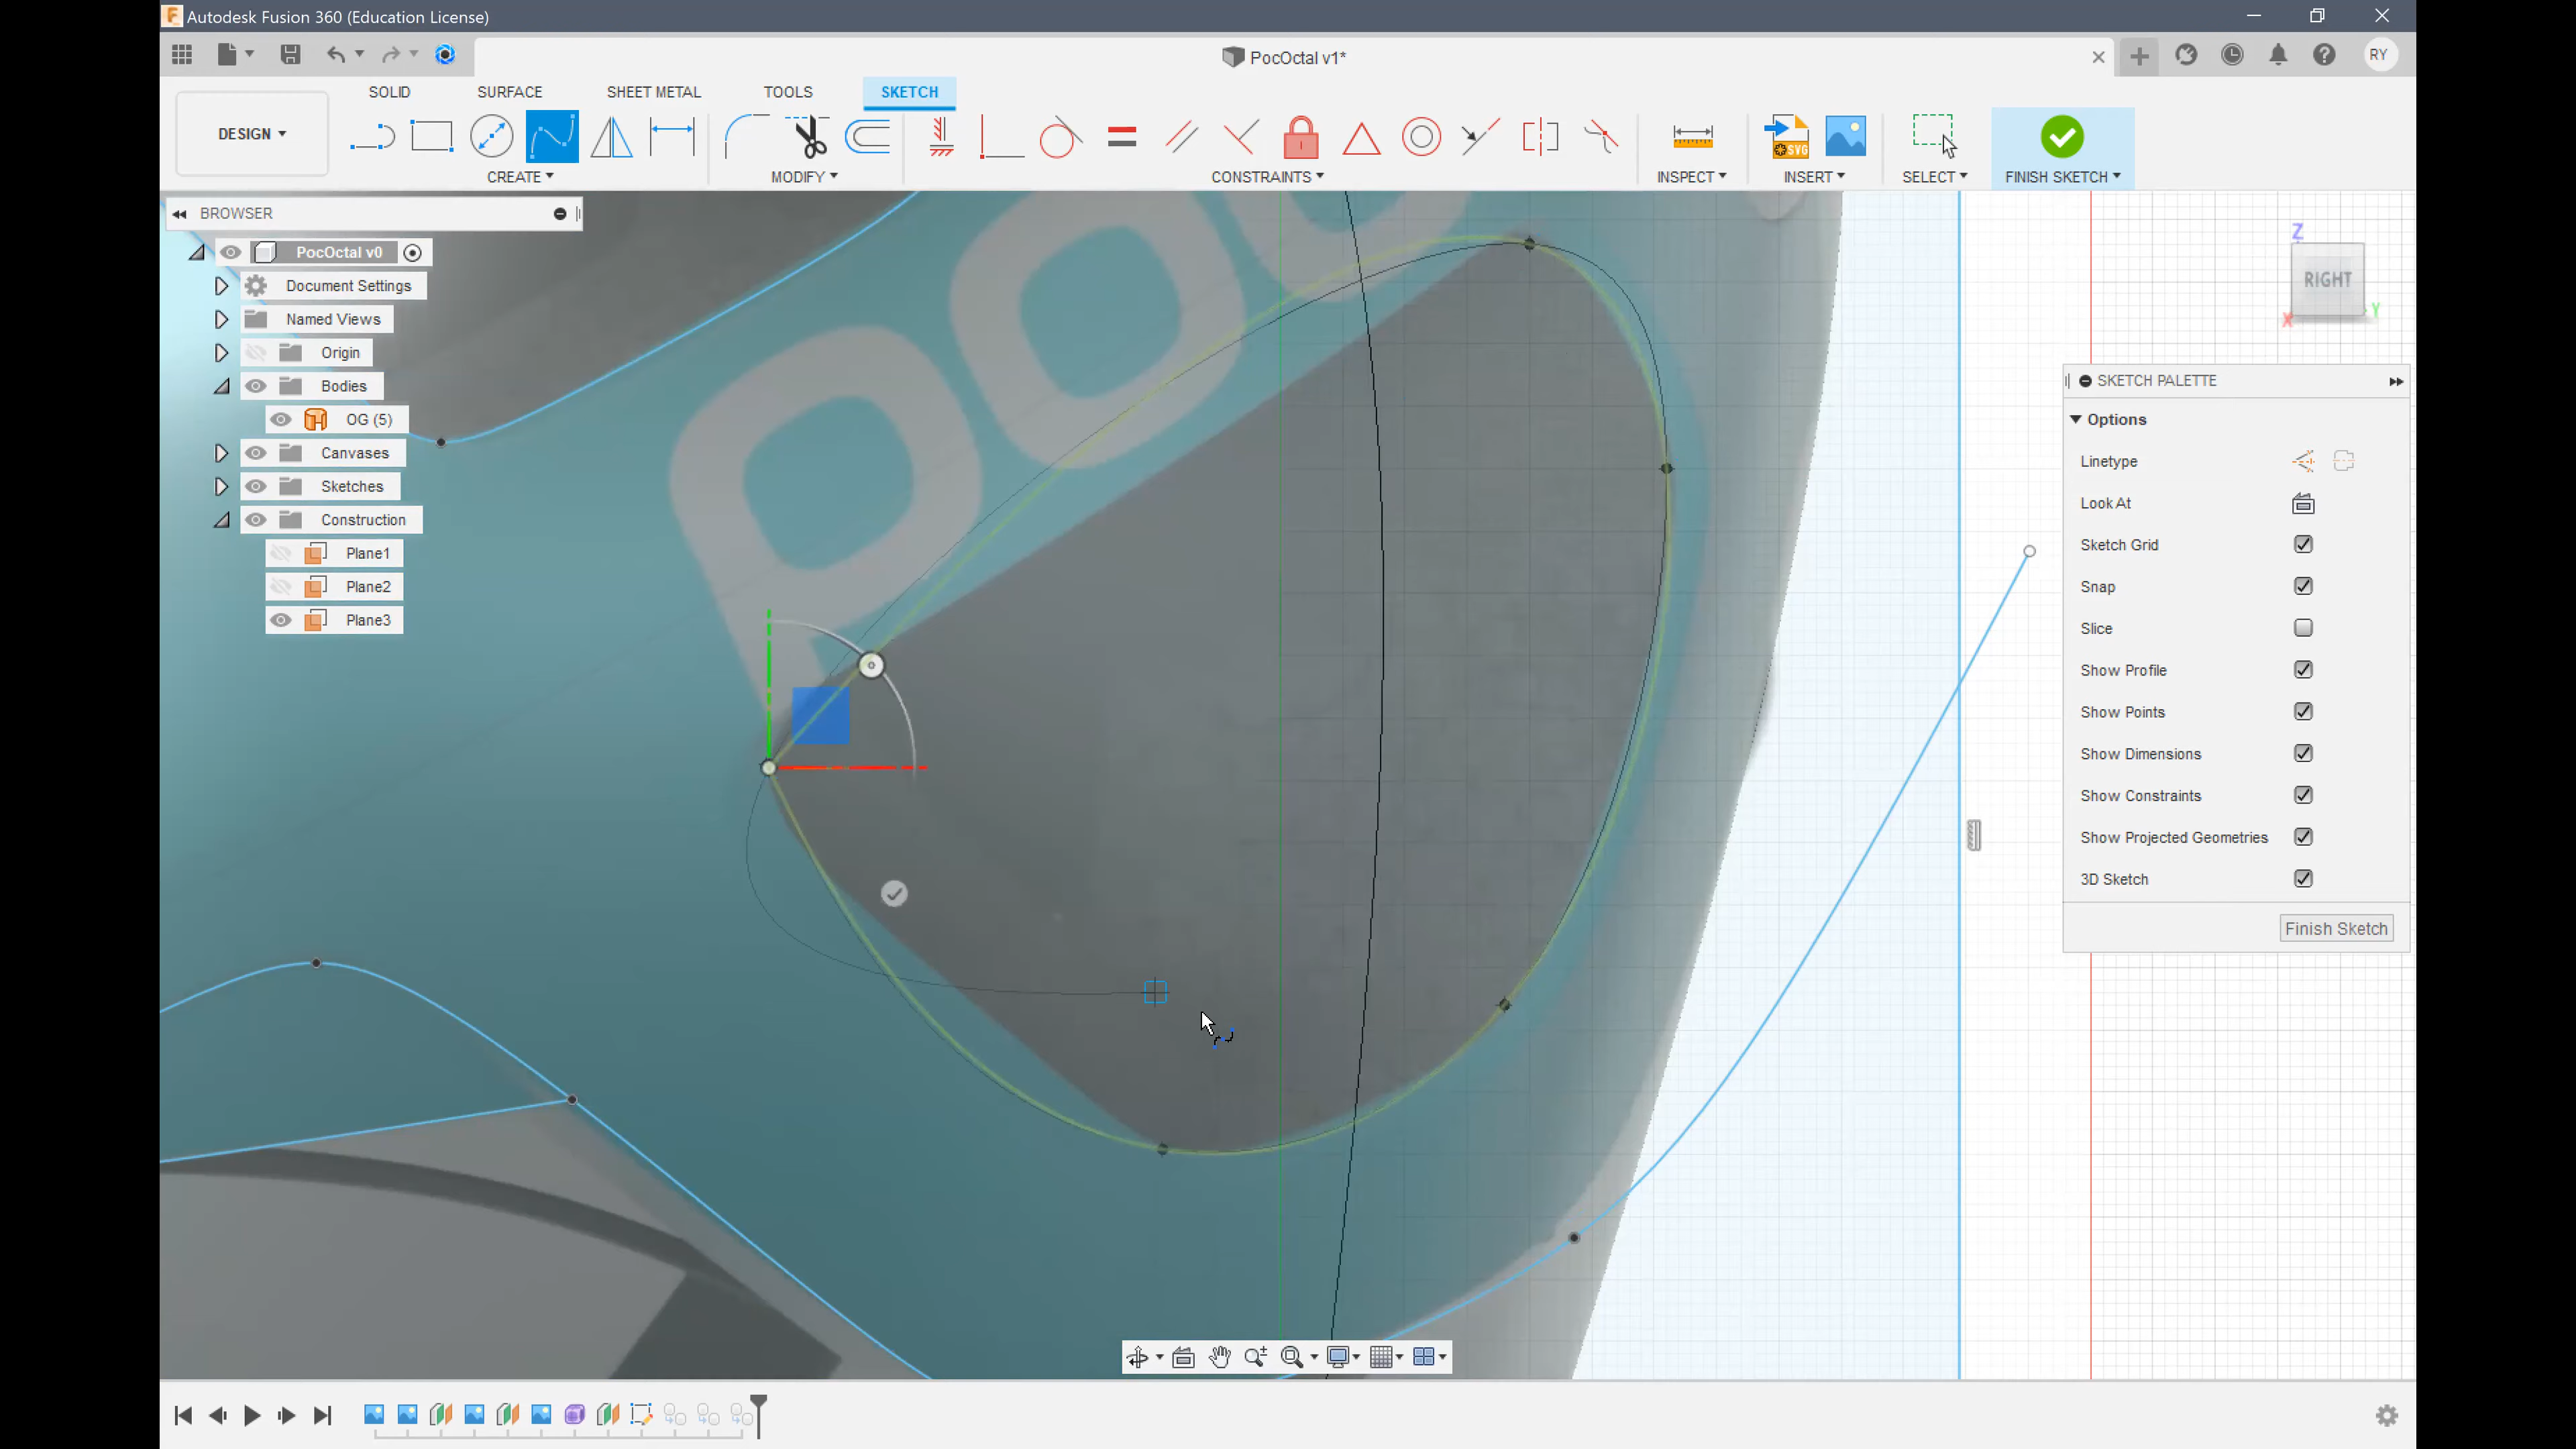 Autodesk Fusion 360 (Education License)
PocOctal v1*
RY
SOLID
SURFACE
SHEET METAL
TOOLS
SKETCH
DESIGN
SVG
CREATE
MODIFY
CONSTRAINTS
INSPECT
INSERT
SELECT
FINISH SKETCH
BROWSER
PocOctal v0
Document Settings
Named Views
Origin
Bodies
OG (5)
Canvases
Sketches
Construction
Plane1
Plane2
Plane3
Z
RIGHT
X
Y
SKETCH PALETTE
Options
Linetype
Look At
Sketch Grid
Snap
Slice
Show Profile
Show Points
Show Dimensions
Show Constraints
Show Projected Geometries
3D Sketch
Finish Sketch